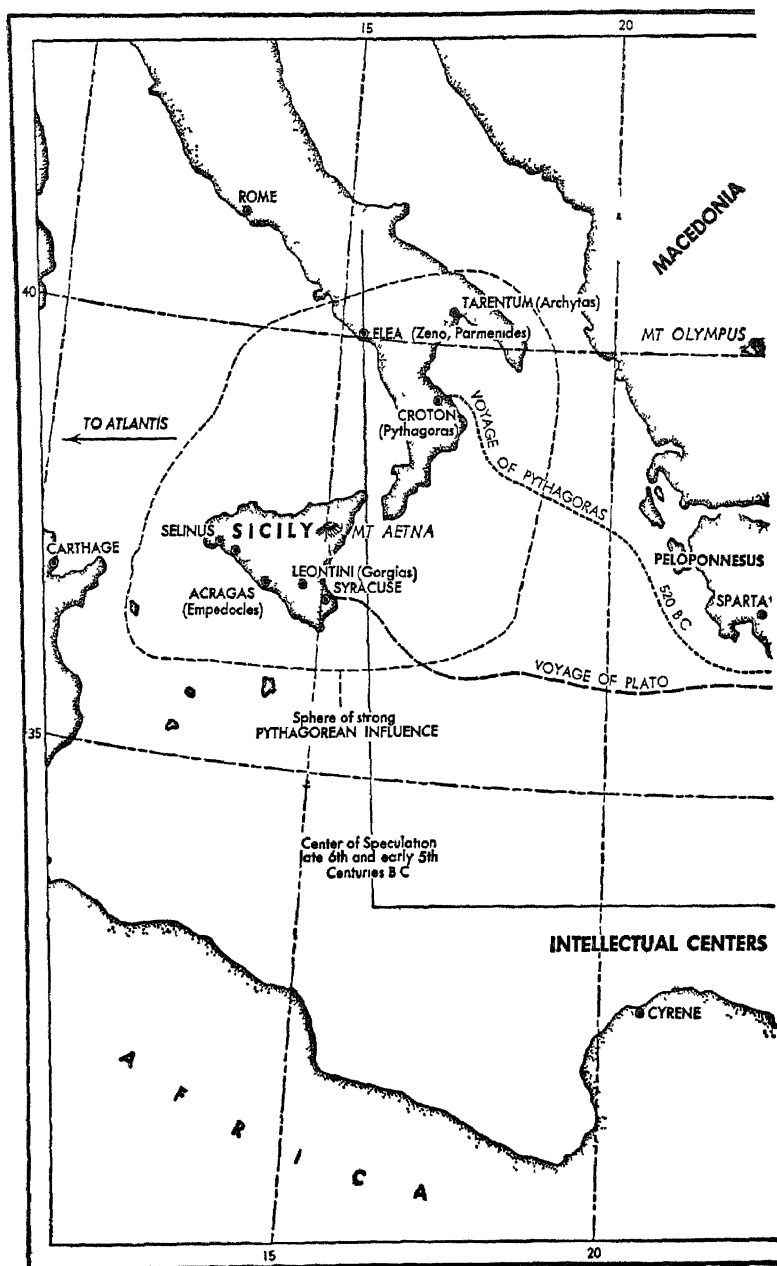 15
20
ROME
MACEDONIA
40
TARENTUM (Archytas)
ELEA (Zeno, Parmenides
MT OLYMPUS
TO ATLANTIS
CROTON
(Pythagoras)
VOYAGE OF PYTHAGORAS
520 B C
SELINUS
SICILY
MT AETNA
CARTHAGE
LEONTINI (Gorgias)
SYRACUSE
ACRAGAS
(Empedocles)
PELOPONNESUS
SPARTA
VOYAGE OF PLATO
Sphere of strong
PYTHAGOREAN INFLUENCE
35
Center of Speculation
late 6th and early 5th
Centuries B C
INTELLECTUAL CENTERS
CYRENE
AFRICA
15
20